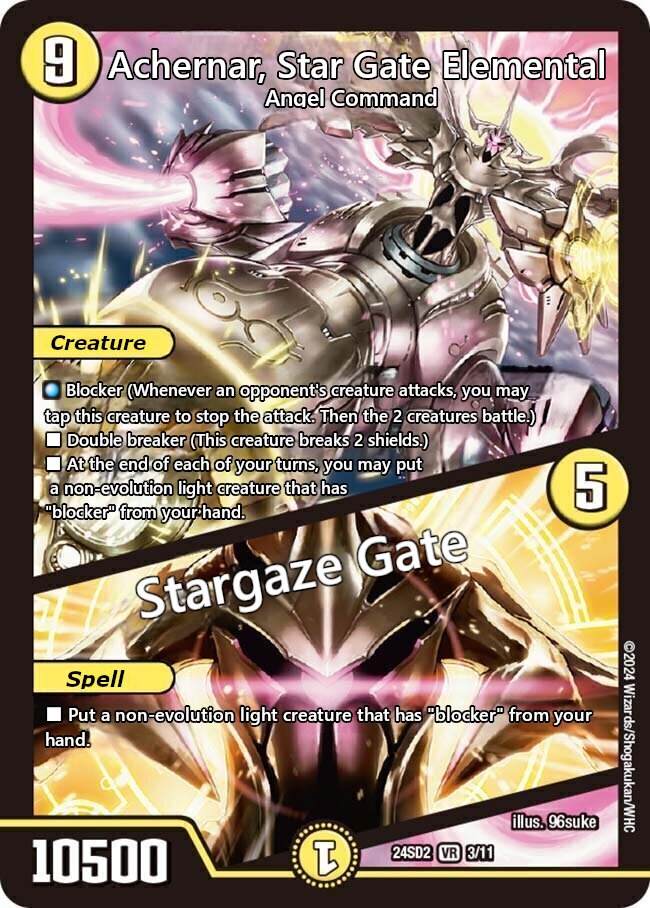 9
Achernar, Star Gate Elemental
Angel Command
Creature
Blocker (Whenever an opponent's creature attacks, you may
tap this creature to stop the attack. Then the 2 creatures battle.)
■ Double breaker (This creature breaks 2 shields.)
■ At the end of each of your turns, you may put
a non-evolution light creature that has
"blocker" from your hand.
5
Stargaze Gate
Spell
■ Put a non-evolution light creature that has "blocker" from your
hand.
©2024 Wizards/Shogakukan/WHC
illus. 96suke
10500
1
24SD2 VR 3/11